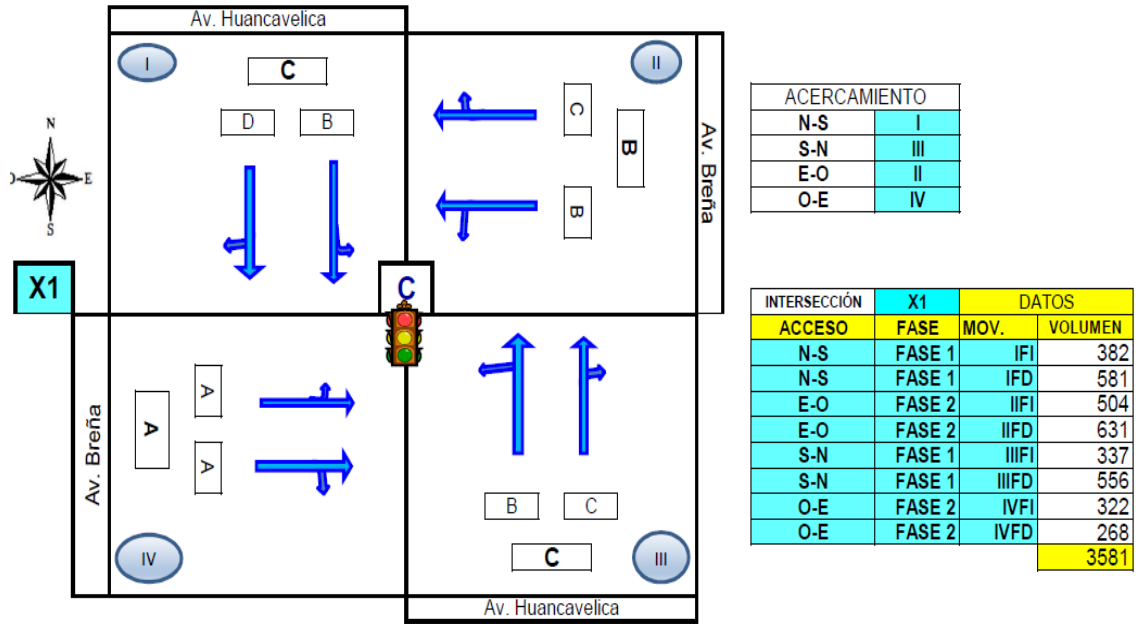 Av. Huancavelica
I
C
D B
II
C
B
B
Av. Breña
N
O E
S
X1
C
Av. Breña
A
A
A
IV
B C
C
III
Av. Huancavelica
ACERCAMIENTO
N-S I
S-N III
E-O II
O-E IV
INTERSECCIÓN X1 DATOS
ACCESO FASE MOV. VOLUMEN
N-S FASE 1 IFI 382
N-S FASE 1 IFD 581
E-O FASE 2 IIFI 504
E-O FASE 2 IIFD 631
S-N FASE 1 IIIFI 337
S-N FASE 1 IIIFD 556
O-E FASE 2 IVFI 322
O-E FASE 2 IVFD 268
3581